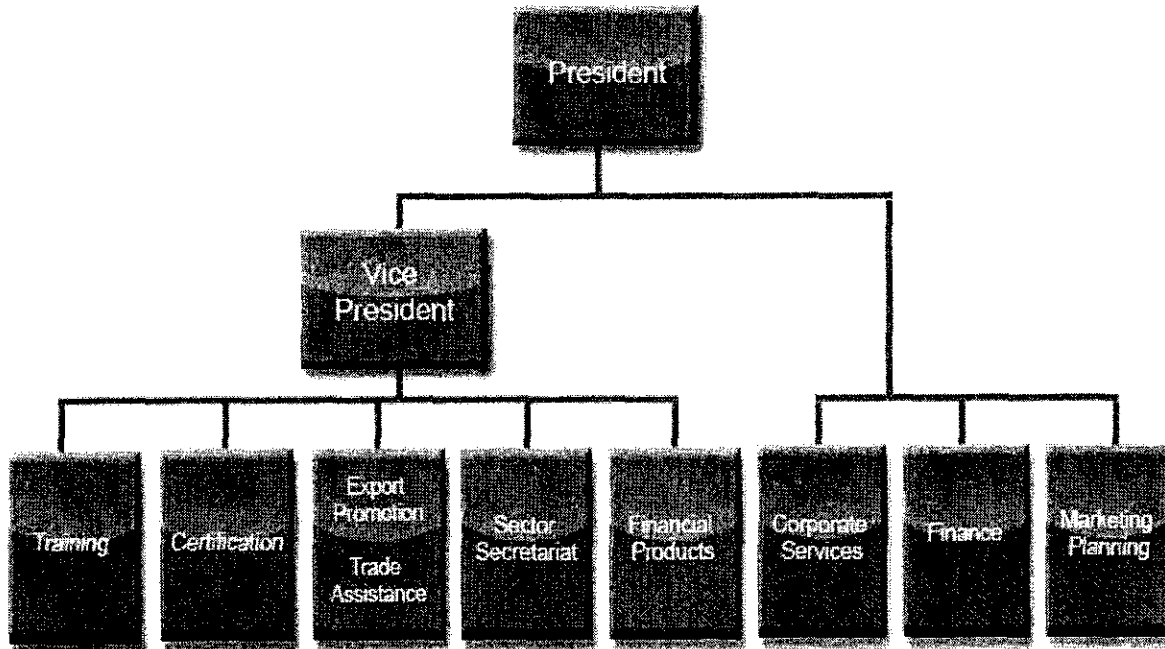 President
Vice
President
Training
Certification
Export
Promotion
Trade
Assistance
Sector
Secretariat
Financial
Products
Corporate
Services
Finance
Marketing
Planning